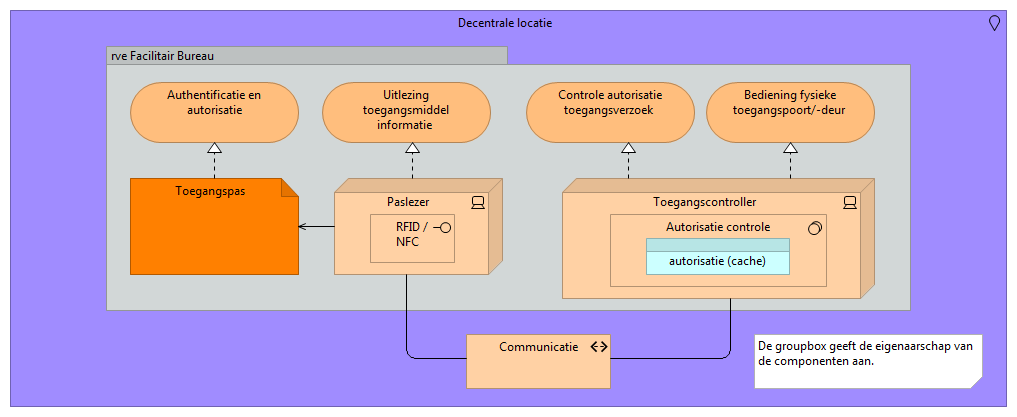 Decentrale locatie
rve Facilitair Bureau
Authentificatie en
autorisatie
Uitlezing
toegangsmiddel
informatie
Controle autorisatie
toegangsverzoek
Bediening fysieke
toegangspoort/-deur
Toegangspas
Paslezer
RFID /
NFC
Toegangscontroller
Autorisatie controle
autorisatie (cache)
Communicatie
De groupbox geeft de eigenaarschap van
de componenten aan.